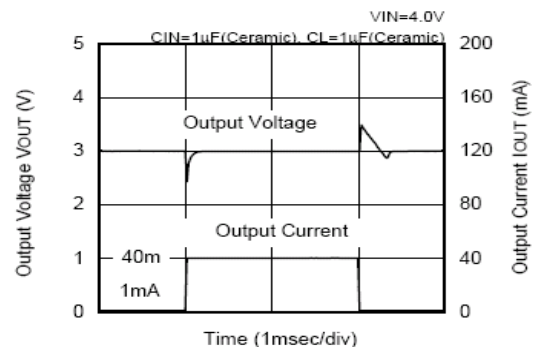 VIN=4.0V
CIN=1μF(Ceramic), CL=1μF(Ceramic)
5
4
3
2
1
0
200
160
120
80
40
0
Output Voltage VOUT (V)
Output Current IOUT (mA)
Output Voltage
Output Current
40m
1mA
Time (1msec/div)